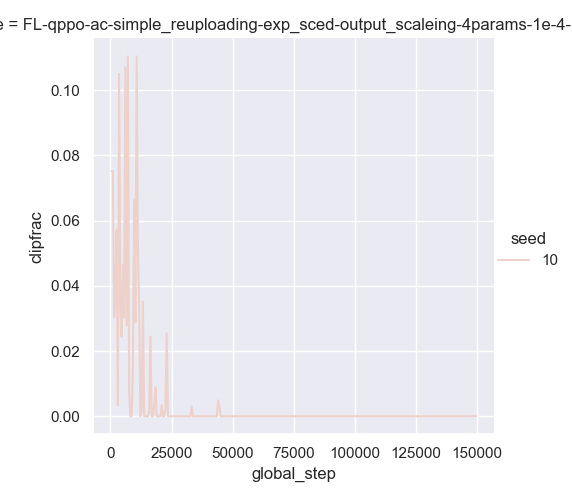 e = FL-qppo-ac-simple_reuploading-exp_sced-output_scaleing-4params-1e-4-
0.10
0.08
0.06
0.04
0.02
0.00
clipfrac
0 25000 50000 75000 100000 125000 150000
global_step
seed
10